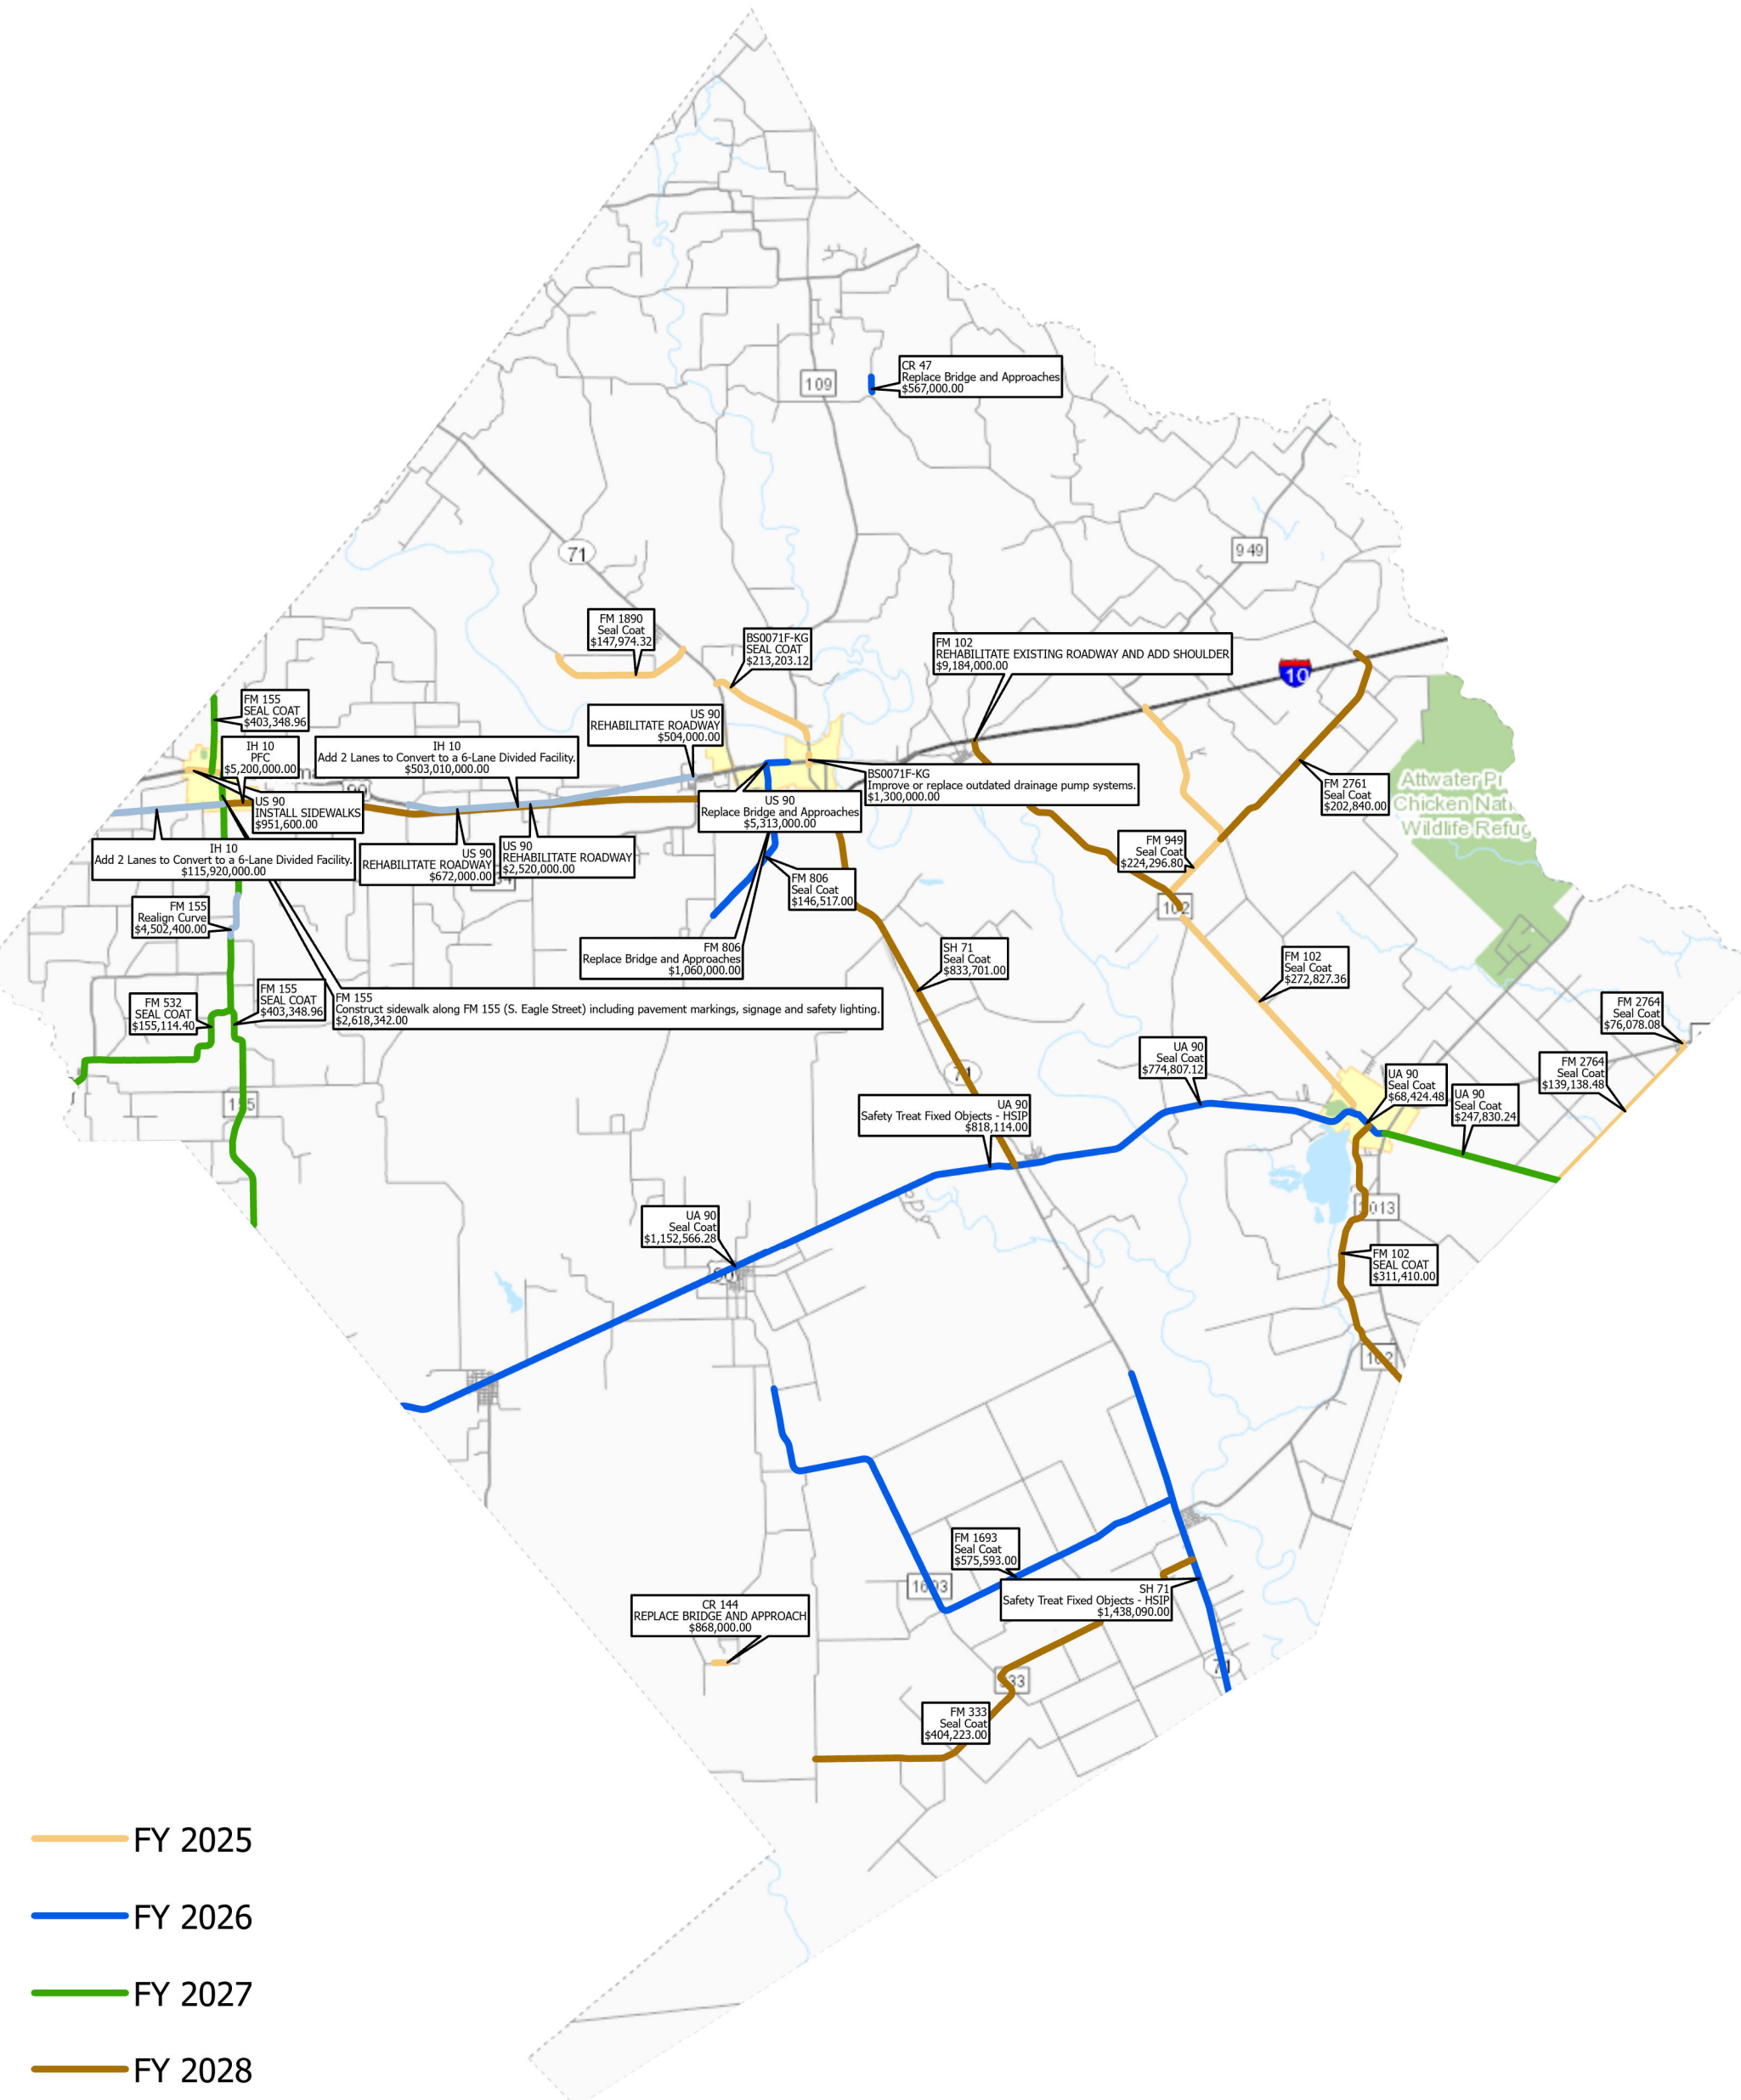 CR 47
Replace Bridge and Approaches
$567,000.00
109
949
71
FM 1890
Seal Coat
$147,974.32
BS0071F-KG
SEAL COAT
$213,203.12
FM 102
REHABILITATE EXISTING ROADWAY AND ADD SHOULDER
$9,184,000.00
10
FM 155
SEAL COAT
$403,348.96
US 90
REHABILITATE ROADWAY
$504,000.00
IH 10
PFC
$5,200,000.00
IH 10
Add 2 Lanes to Convert to a 6-Lane Divided Facility.
$503,010,000.00
BS0071F-KG
Improve or replace outdated drainage pump systems.
$1,300,000.00
FM 2761
Seal Coat
$202,840.00
Attwater
Chicken
Wildlife
US 90
INSTALL SIDEWALKS
$951,600.00
US 90
Replace Bridge and Approaches
$5,313,000.00
IH 10
Add 2 Lanes to Convert to a 6-Lane Divided Facility.
$115,920,000.00
US 90
REHABILITATE ROADWAY
$672,000.00
US 90
REHABILITATE ROADWAY
$2,520,000.00
FM 949
Seal Coat
$224,296.80
FM 806
Seal Coat
$146,517.00
102
FM 155
Realign Curve
$4,502,400.00
FM 806
Replace Bridge and Approaches
$1,060,000.00
SH 71
Seal Coat
$833,701.00
FM 102
Seal Coat
$272,827.36
FM 532
SEAL COAT
$155,114.40
FM 155
SEAL COAT
$403,348.96
FM 155
Construct sidewalk along FM 155 (S. Eagle Street) including pavement markings, signage and safety lighting.
$2,618,342.00
FM 2764
Seal Coat
$76,078.08
UA 90
Seal Coat
$774,807.12
FM 2764
Seal Coat
$139,138.48
71
UA 90
Seal Coat
$68,424.48
UA 90
Seal Coat
$247,830.24
155
UA 90
Safety Treat Fixed Objects - HSIP
$818,114.00
3013
UA 90
Seal Coat
$1,152,566.28
90
FM 102
SEAL COAT
$311,410.00
102
FM 1693
Seal Coat
$575,593.00
1693
SH 71
Safety Treat Fixed Objects - HSIP
$1,438,090.00
CR 144
REPLACE BRIDGE AND APPROACH
$868,000.00
71
333
FM 333
Seal Coat
$404,223.00
FY 2025
FY 2026
FY 2027
FY 2028